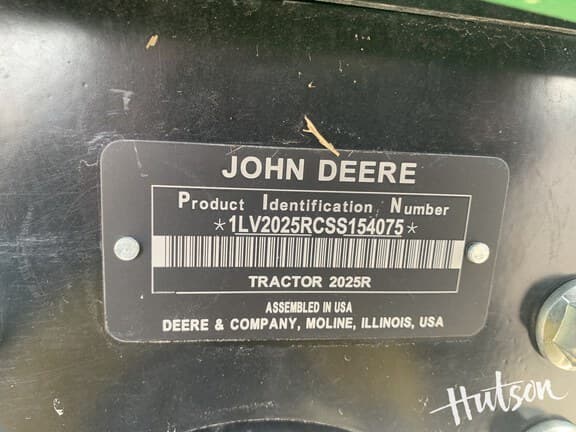 JOHN DEERE
Product Identification Number
*1LV2025RCSS154075*
TRACTOR 2025R
ASSEMBLED IN USA
DEERE & COMPANY, MOLINE, ILLINOIS, USA
Hutson